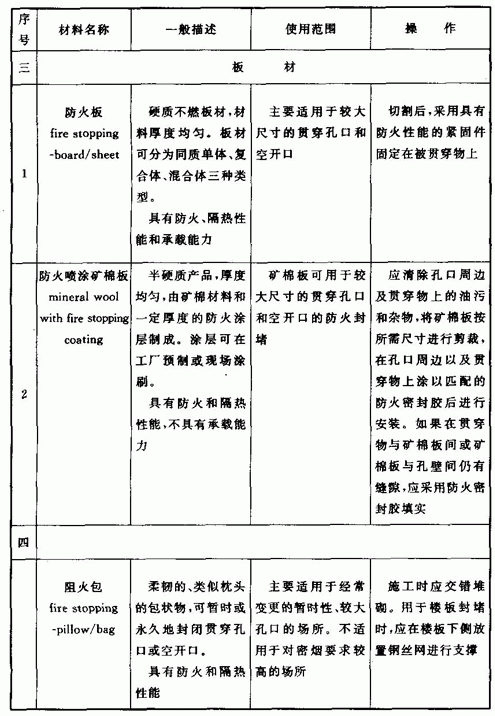 序号 材料名称 一般描述 使用范围 操 作
三 板 材
1
防火板
fire stopping
-board/sheet
硬质不燃板材,材
料厚度均匀。板材
可分为同质单体、复
合体、混合体三种类
型。
具有防火、隔热性
能和承载能力
主要适用于较大
尺寸的贯穿孔口和
空开口
切割后,采用具有
防火性能的紧固件
固定在被贯穿物上
2
防火喷涂矿棉板
mineral wool
with fire stopping
coating
半硬质产品,厚度
均匀,由矿棉材料和
一定厚度的防火涂
层制成。涂层可在
工厂预制或现场涂
刷。
具有防火和隔热
性能,不具有承载能
力
矿棉板可用于较
大尺寸的贯穿孔口
和空开口的防火封
堵
应清除孔口周边
及贯穿物上的油污
和杂物,将矿棉板按
所需尺寸进行剪裁,
在孔口周边以及贯
穿物上涂以匹配的
防火密封胶后进行
安装。如果在贯穿
物与矿棉板间或矿
棉板与孔壁间仍有
缝隙,应采用防火密
封胶填实
四
阻火包
fire stopping
-pillow/bag
柔韧的、类似枕头
的包状物,可暂时或
永久地封闭贯穿孔
口或空开口。
具有防火和隔热
性能
主要适用于经常
变更的暂时性、较大
孔口的场所。不适
用于对密烟要求较
高的场所
施工时应交错堆
砌。用于楼板封堵
时,应在楼板下侧放
置钢丝网进行支撑